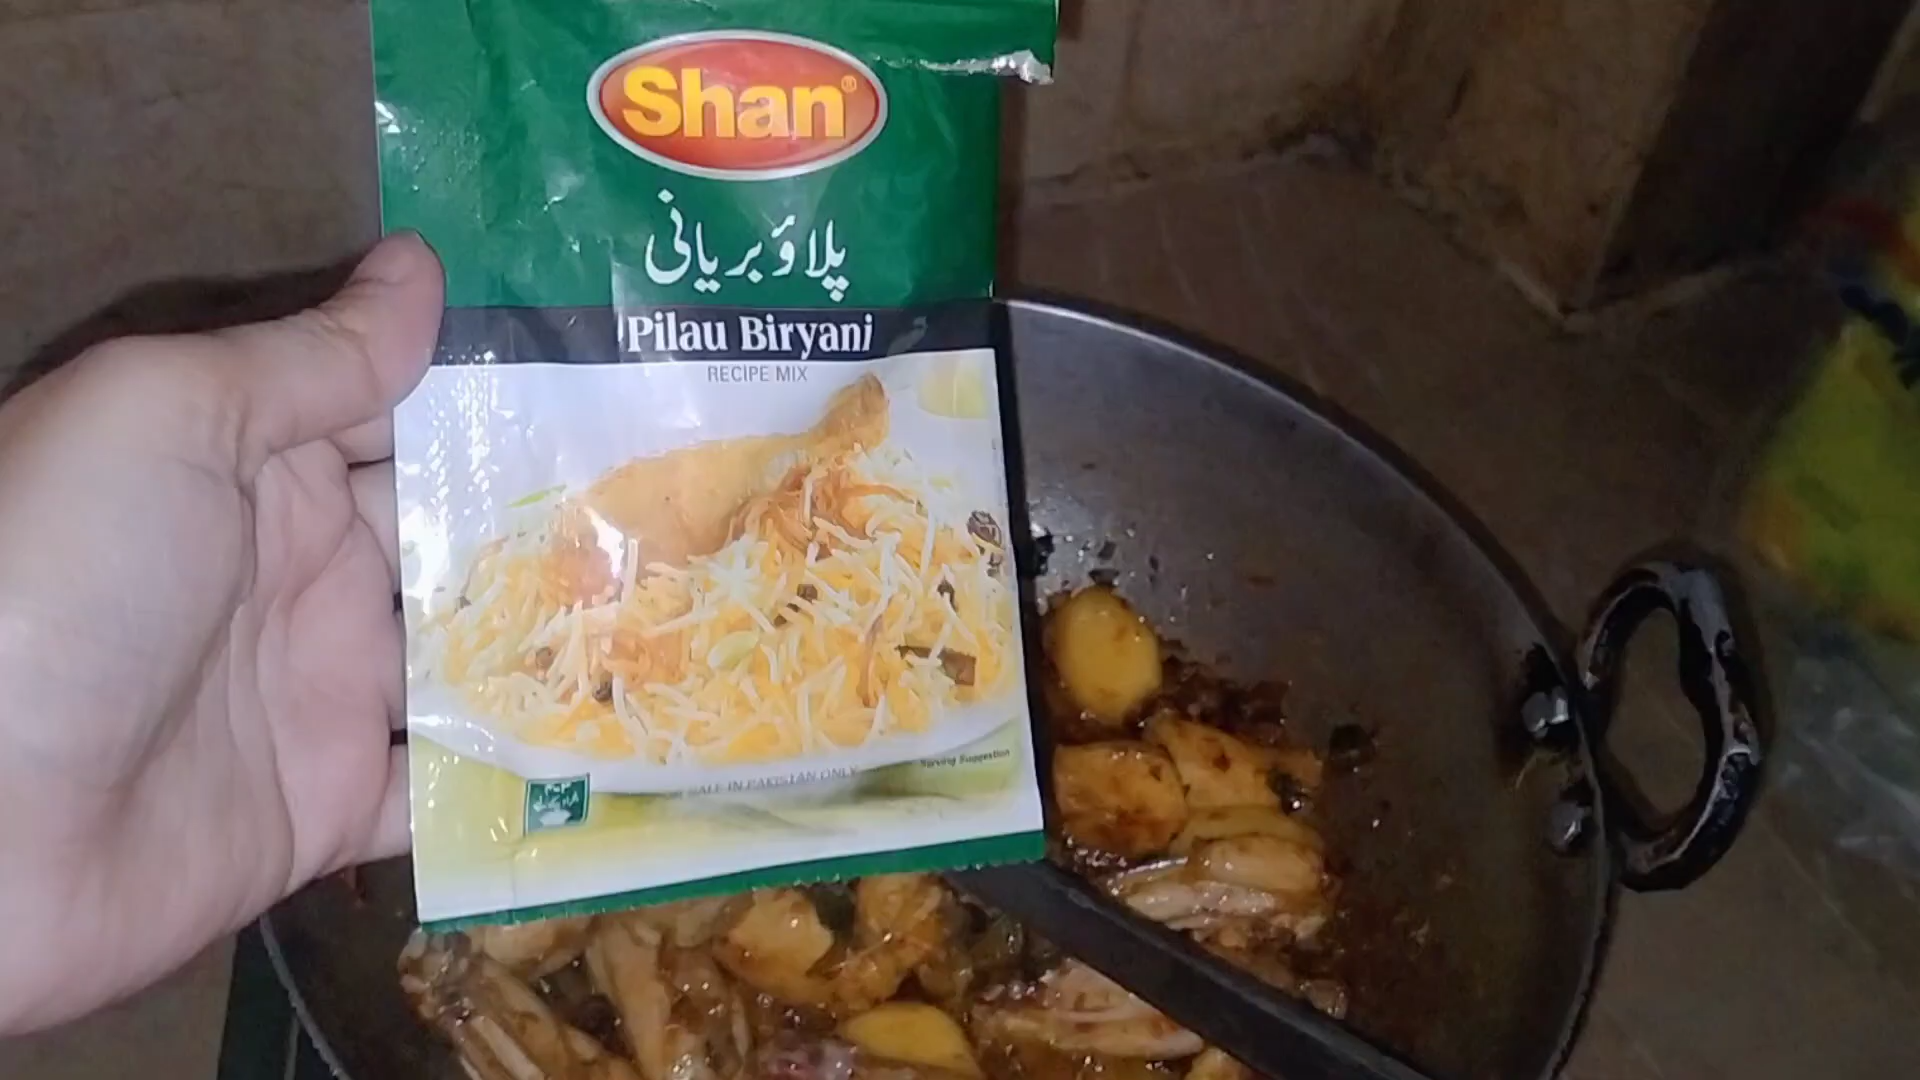 Shan®
پلاؤ بریانی
Pilau Biryani
RECIPE MIX
Serving Suggestion
SALE IN PAKISTAN ONLY